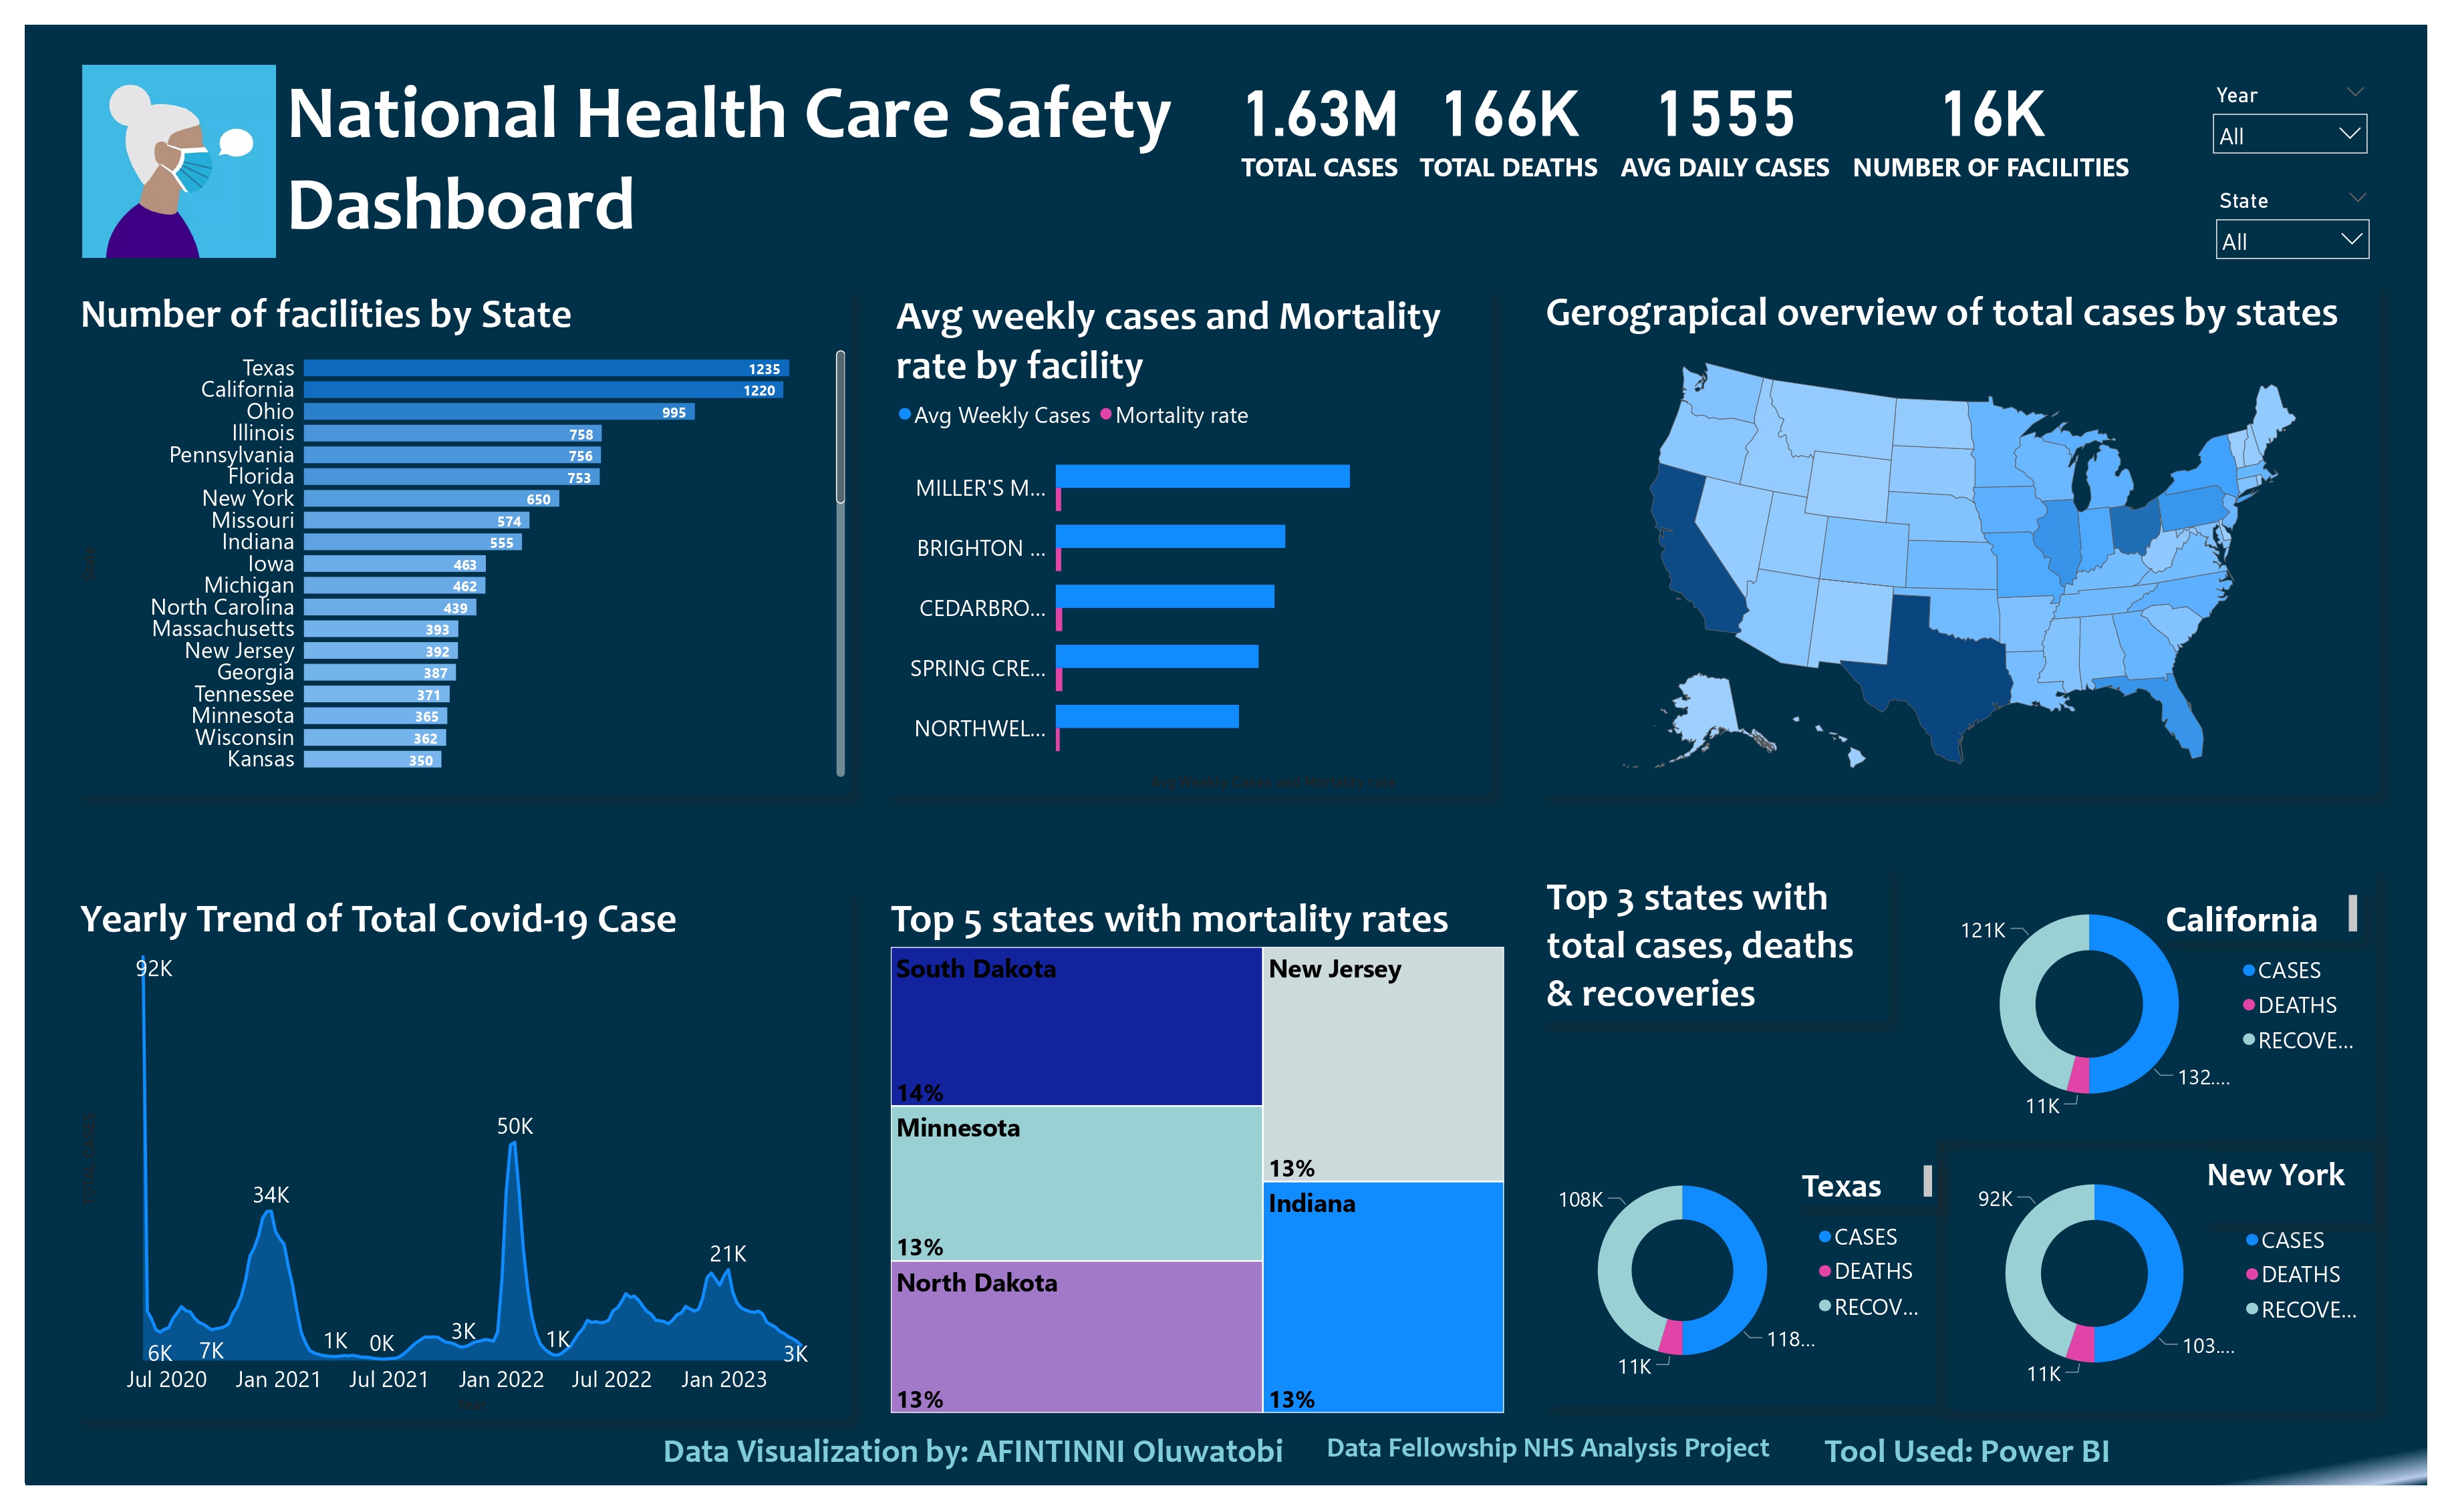 National Health Care Safety
Dashboard
1.63M
TOTAL CASES
166K
TOTAL DEATHS
1555
AVG DAILY CASES
16K
NUMBER OF FACILITIES
Year
All
State
All
Number of facilities by State
Texas 1235
California 1220
Ohio 995
Illinois 758
Pennsylvania 756
Florida 753
New York 650
Missouri 574
Indiana 555
Iowa 463
Michigan 462
North Carolina 439
Massachusetts 393
New Jersey 392
Georgia 387
Tennessee 371
Minnesota 365
Wisconsin 362
Kansas 350
Avg weekly cases and Mortality
rate by facility
Avg Weekly Cases Mortality rate
MILLER'S M...
BRIGHTON ...
CEDARBRO...
SPRING CRE...
NORTHWEL...
Gerograpical overview of total cases by states
Yearly Trend of Total Covid-19 Case
92K
50K
34K
21K
6K 7K 1K 0K 3K 1K 3K
Jul 2020 Jan 2021 Jul 2021 Jan 2022 Jul 2022 Jan 2023
Top 5 states with mortality rates
South Dakota
14%
Minnesota
13%
North Dakota
13%
New Jersey
13%
Indiana
13%
Top 3 states with
total cases, deaths
& recoveries
California
121K
132....
11K
CASES
DEATHS
RECOVE...
Texas
108K
118...
11K
CASES
DEATHS
RECOV...
New York
92K
103....
11K
CASES
DEATHS
RECOVE...
Data Visualization by: AFINTINNI Oluwatobi
Data Fellowship NHS Analysis Project
Tool Used: Power BI